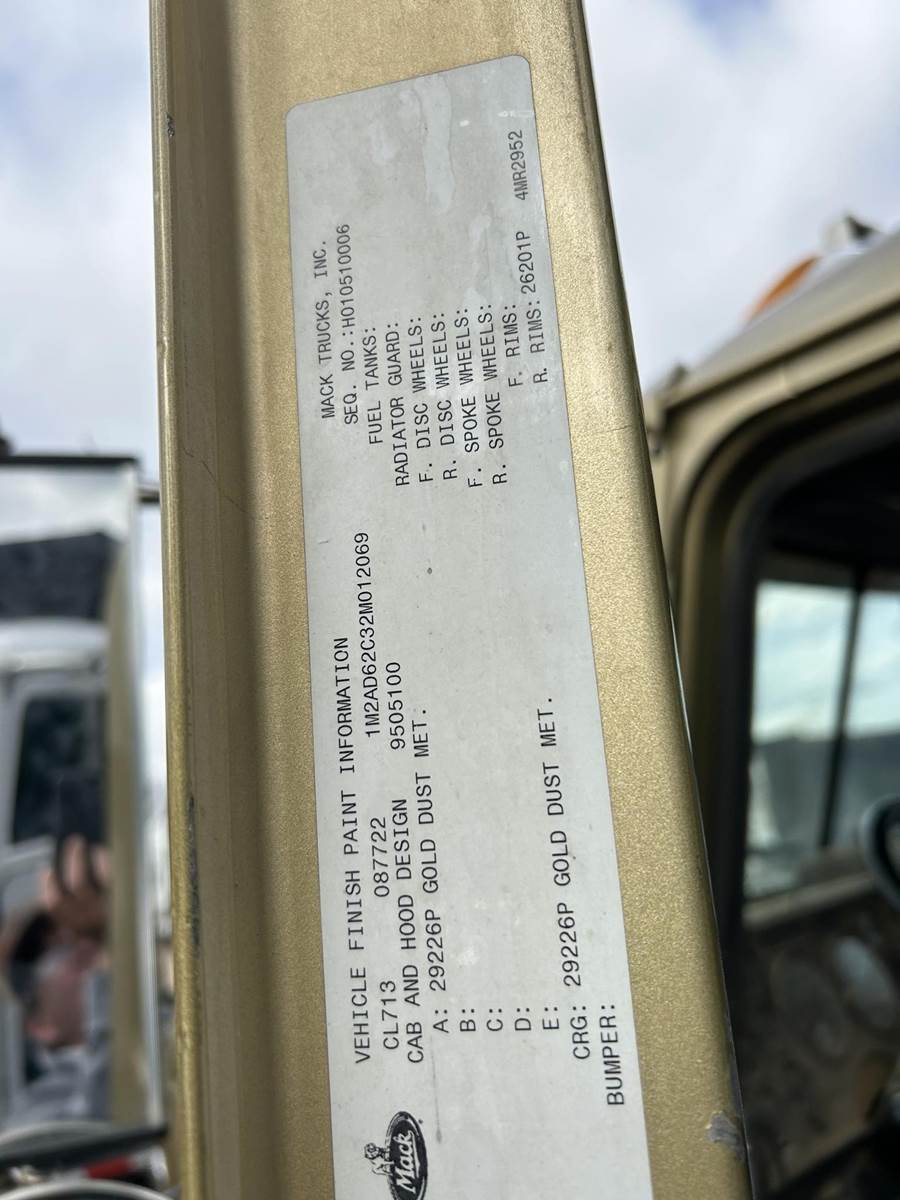 Mack
VEHICLE FINISH PAINT INFORMATION
CL713 087722 1M2AD62C32M012069
CAB AND HOOD DESIGN 9505100
A: 29226P GOLD DUST MET.
B:
C:
D:
E:
CRG: 29226P GOLD DUST MET.
BUMPER:
MACK TRUCKS, INC.
SEQ. NO.:H010510006
FUEL TANKS:
RADIATOR GUARD:
F. DISC WHEELS:
R. DISC WHEELS:
F. SPOKE WHEELS:
R. SPOKE WHEELS:
F. RIMS:
R. RIMS: 26201P 4MR2952